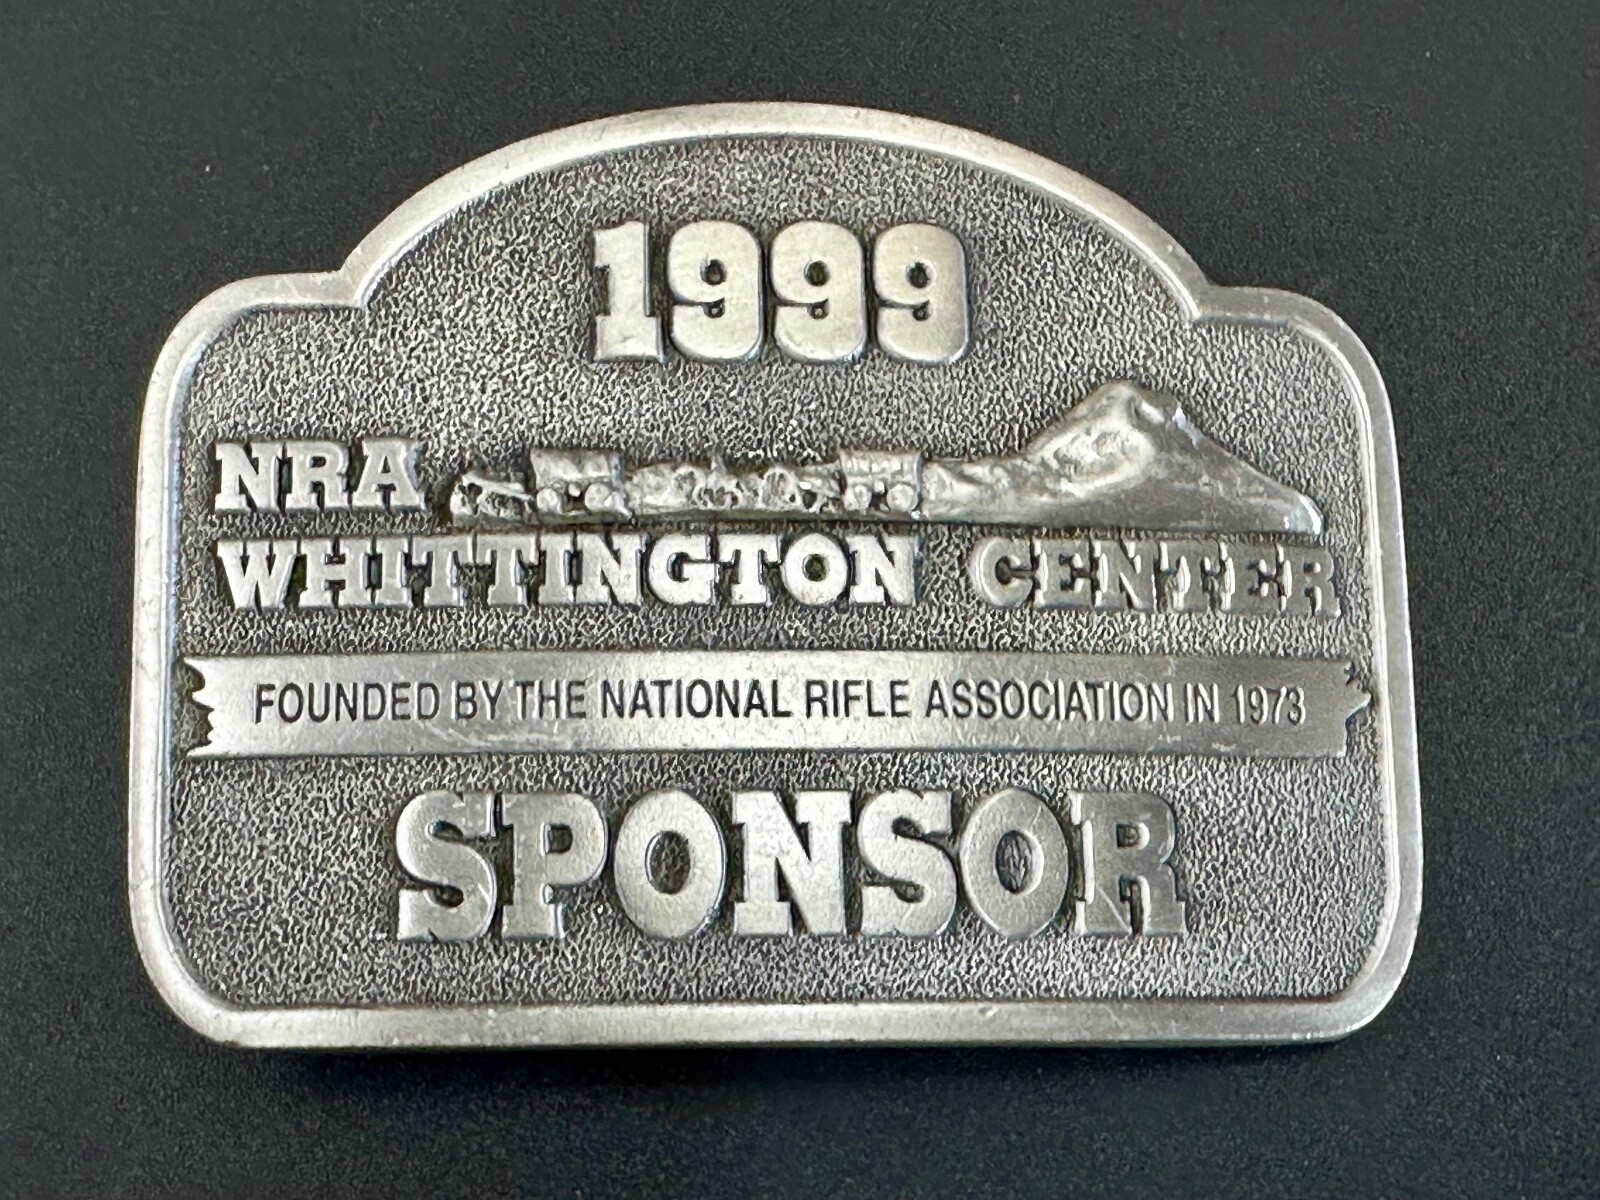 1999
NRA
WHITTINGTON CENTER
FOUNDED BY THE NATIONAL RIFLE ASSOCIATION IN 1973
SPONSOR